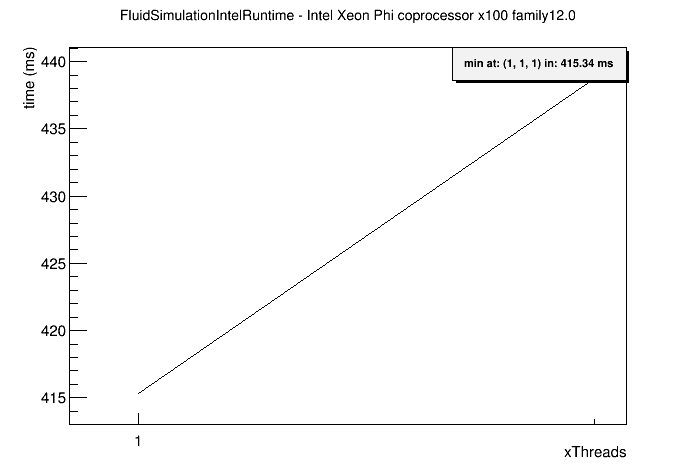 FluidSimulationIntelRuntime - Intel Xeon Phi coprocessor x100 family12.0
time (ms)
min at: (1, 1, 1) in: 415.34 ms
440
435
430
425
420
415
1
xThreads